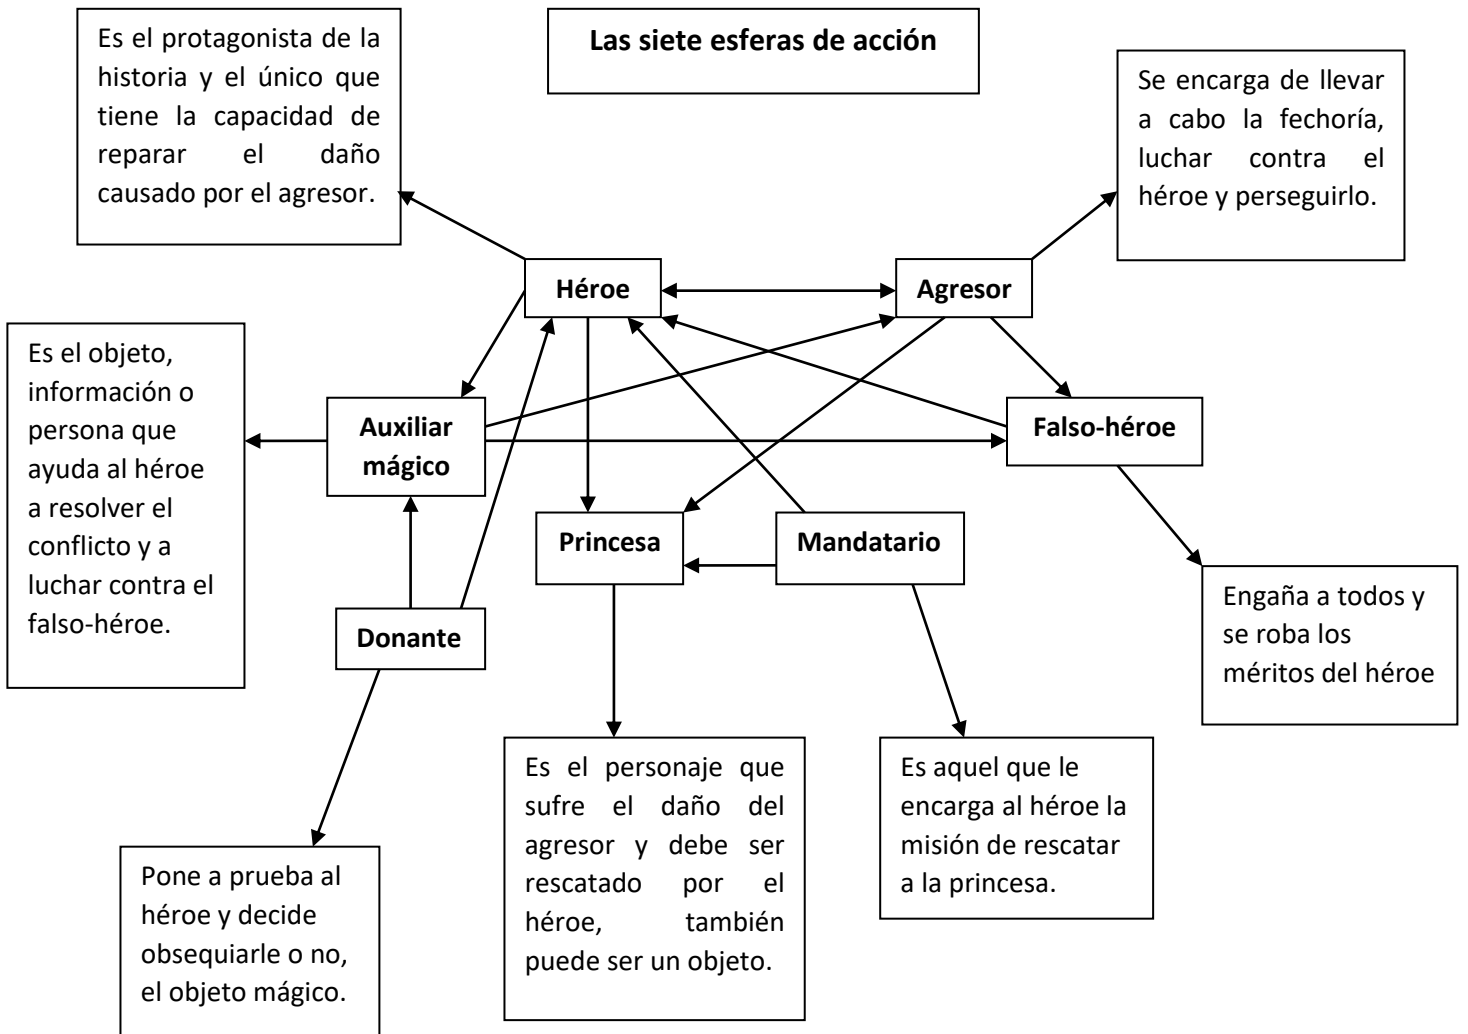 Las siete esferas de acción
Es el protagonista de la
historia y el único que
tiene la capacidad de
reparar el daño
causado por el agresor.
Se encarga de llevar
a cabo la fechoría,
luchar contra el
héroe y perseguirlo.
Héroe
Agresor
Es el objeto,
información o
persona que
ayuda al héroe
a resolver el
conflicto y a
luchar contra el
falso-héroe.
Auxiliar
mágico
Falso-héroe
Princesa
Mandatario
Donante
Engaña a todos y
se roba los
méritos del héroe
Es el personaje que
sufre el daño del
agresor y debe ser
rescatado por el
héroe, también
puede ser un objeto.
Es aquel que le
encarga al héroe la
misión de rescatar
a la princesa.
Pone a prueba al
héroe y decide
obsequiarle o no,
el objeto mágico.